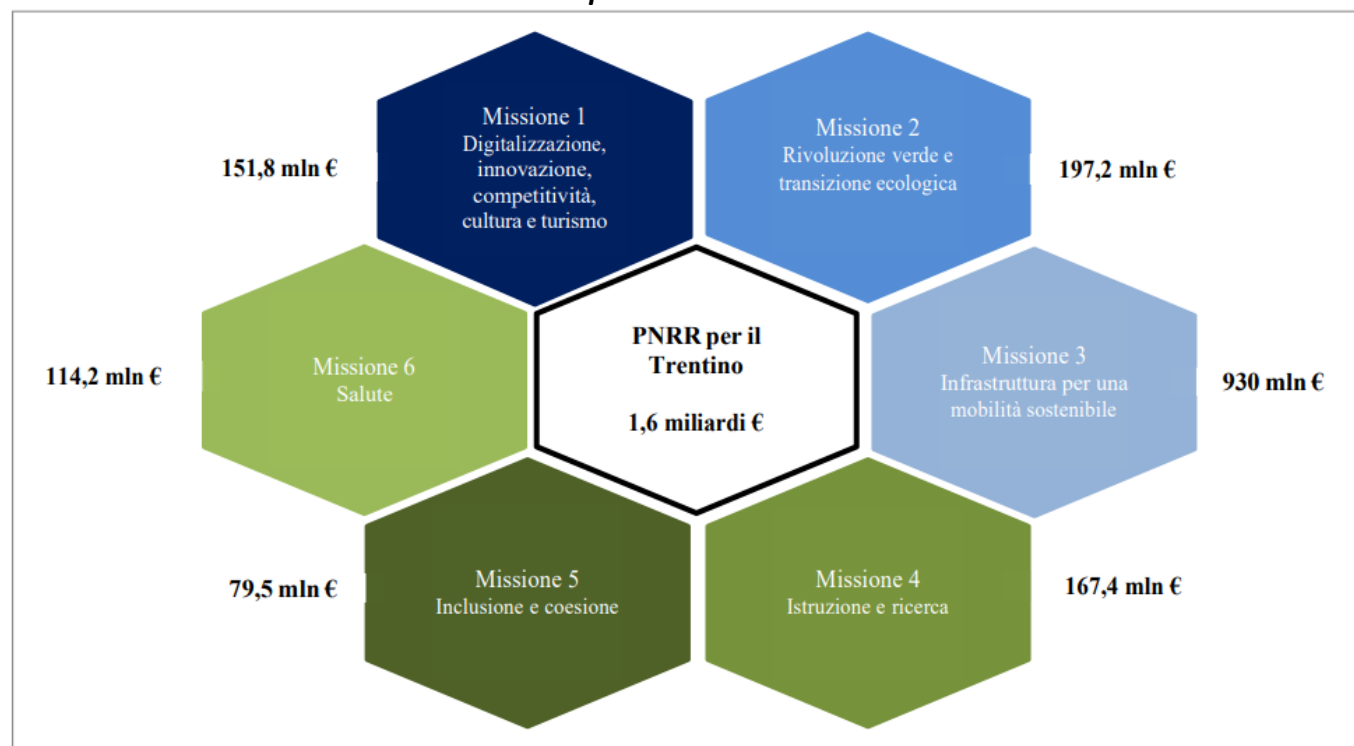 Missione 1
Digitalizzazione,
innovazione,
competitività,
cultura e turismo
151,8 mln €
Missione 2
Rivoluzione verde e
transizione ecologica
197,2 mln €
Missione 6
Salute
114,2 mln €
PNRR per il
Trentino
1,6 miliardi €
Missione 3
Infrastruttura per una
mobilità sostenibile
930 mln €
Missione 5
Inclusione e coesione
79,5 mln €
Missione 4
Istruzione e ricerca
167,4 mln €